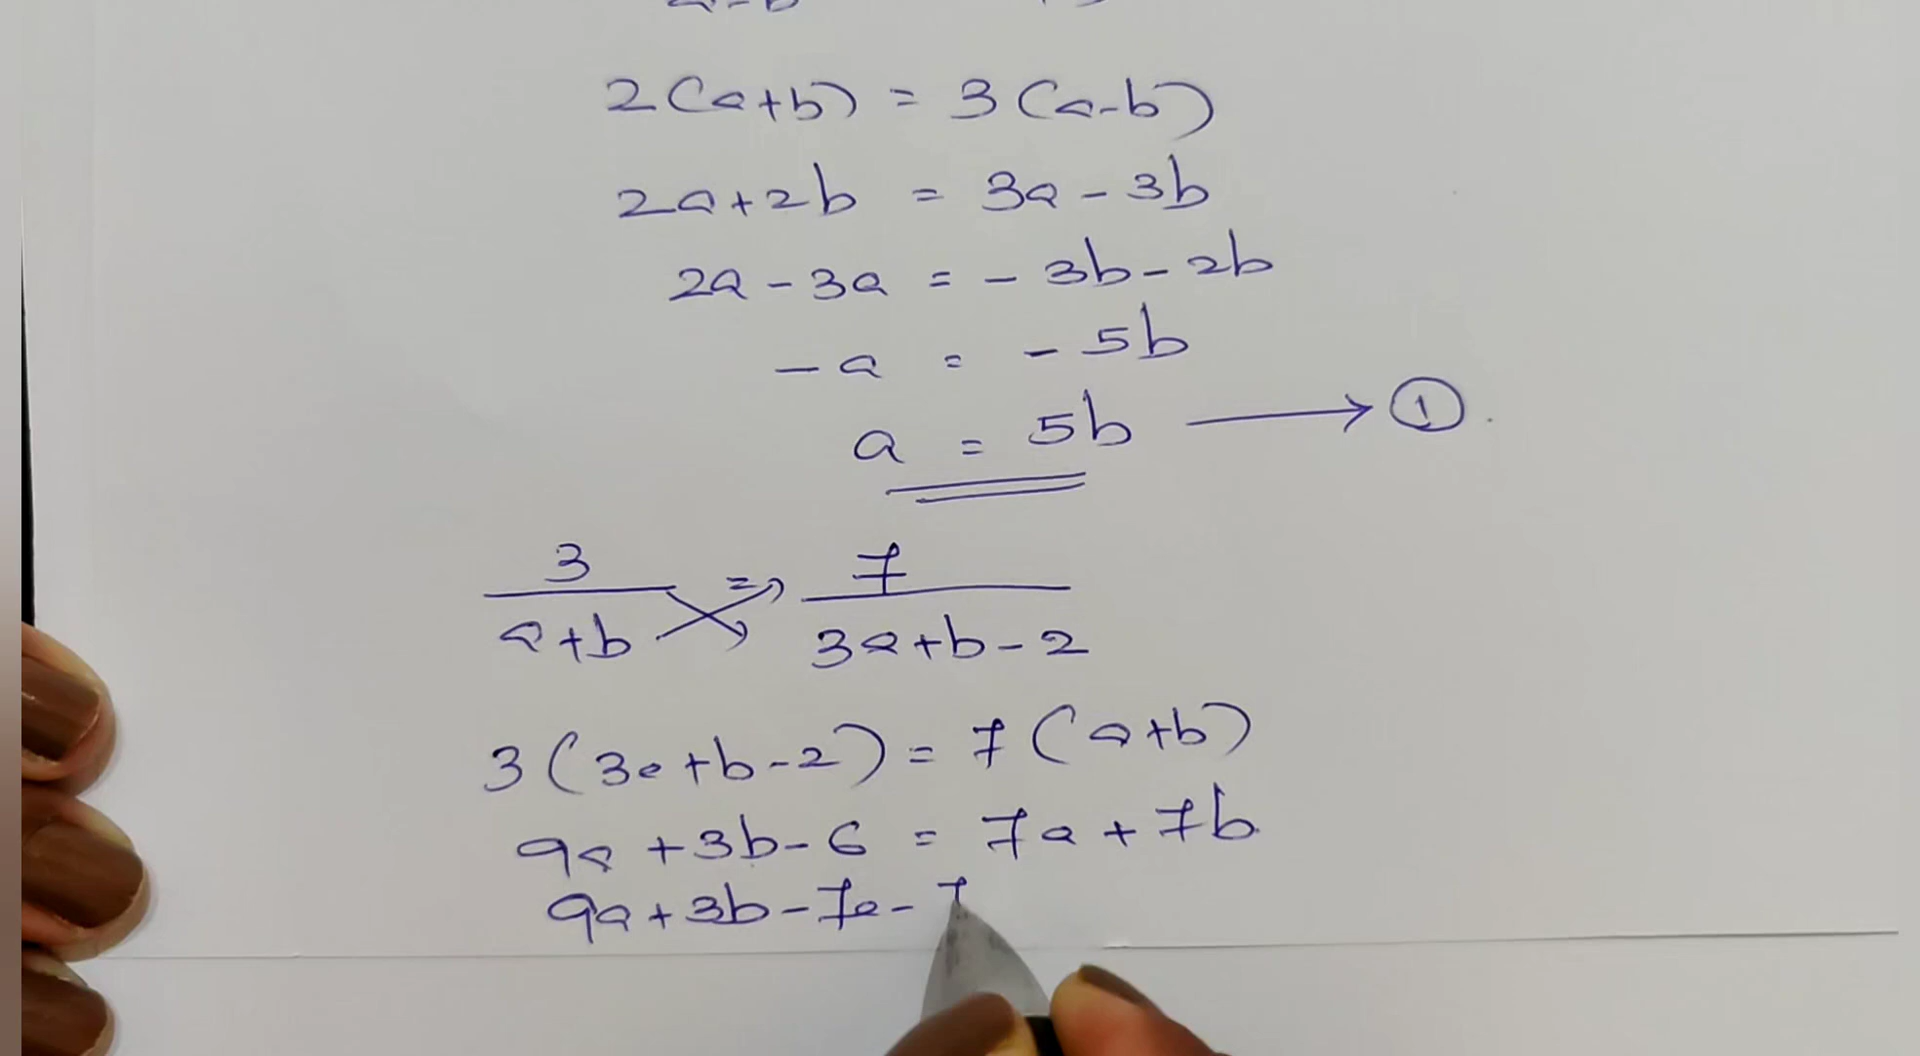 2(a+b) = 3(a-b)
2a+2b = 3a-3b
2a-3a = -3b-2b
-a = -5b
a = 5b ⟶ ①
3/(a+b) = 7/(3a+b-2)
3(3a+b-2) = 7(a+b)
9a+3b-6 = 7a+7b
9a+3b-7a-7